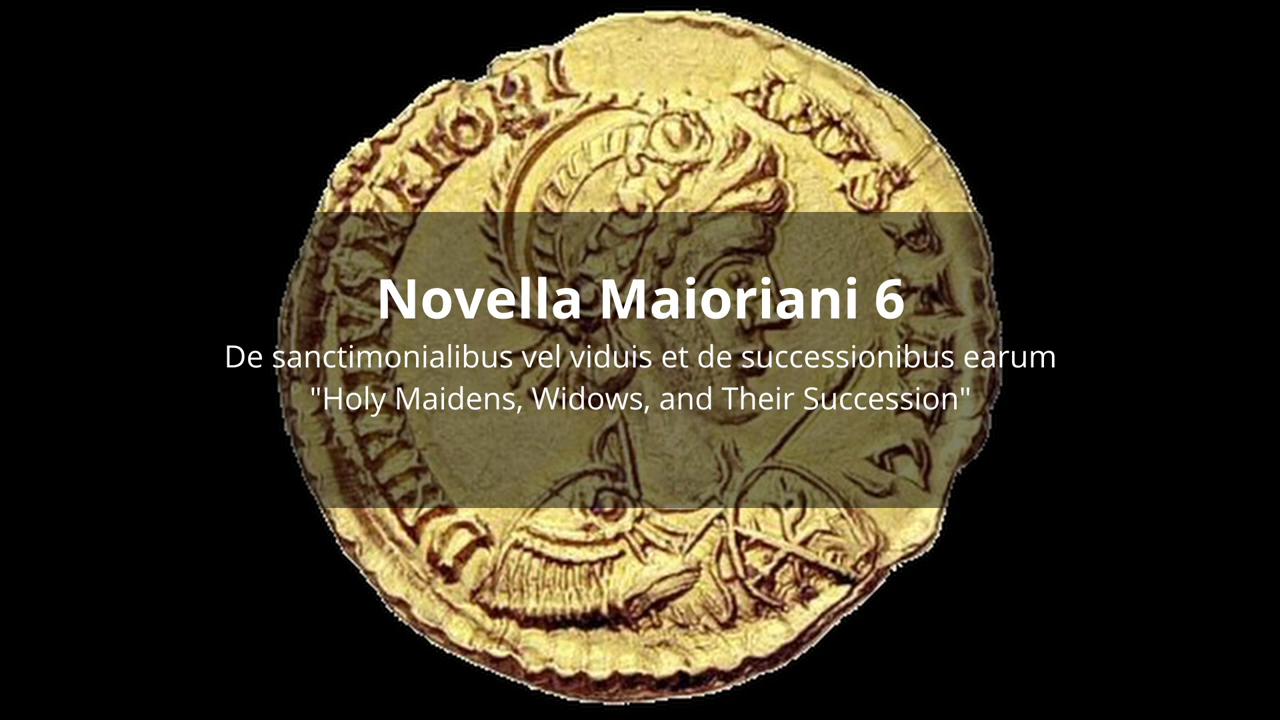 Novella Maioriani 6
De sanctimonialibus vel viduis et de successionibus earum
"Holy Maidens, Widows, and Their Succession"